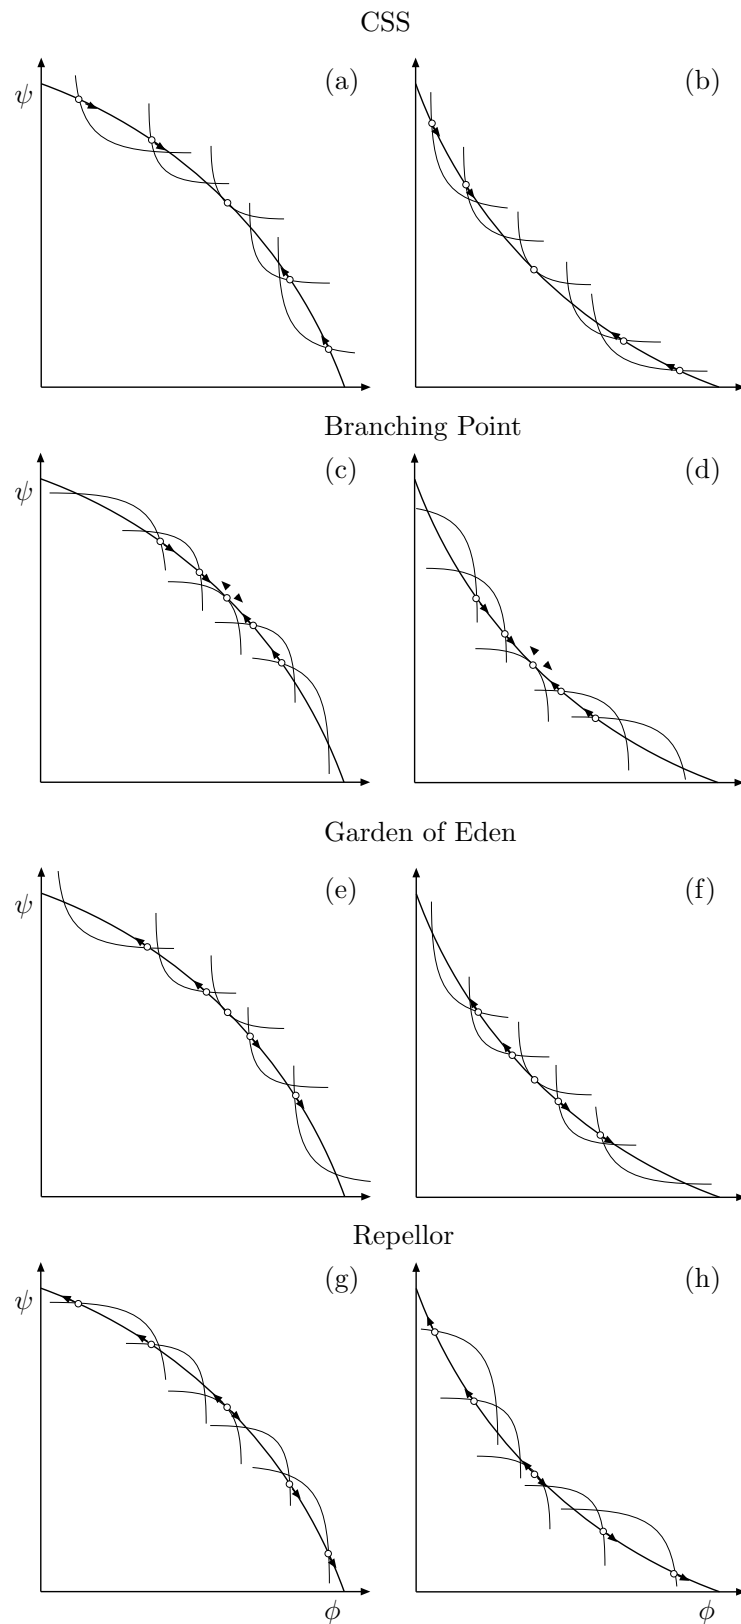 CSS
(a) (b)
ψ
Branching Point
(c) (d)
ψ
Garden of Eden
(e) (f)
ψ
Repellor
(g) (h)
ψ
ϕ ϕ